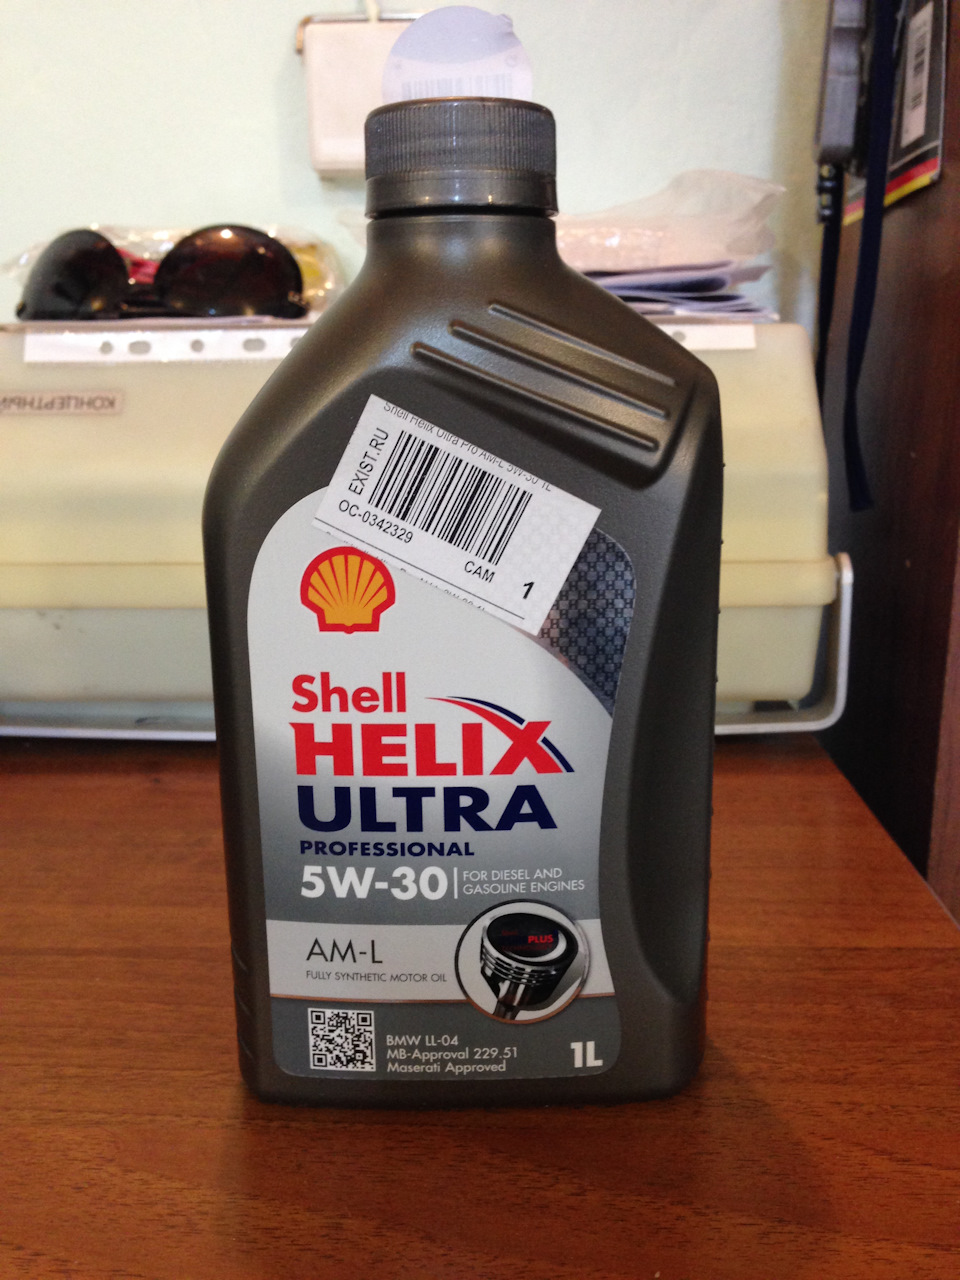 КОНЦЕРТНЫЙ
Shell Helix Ultra Pro AM-L 5W-30 1L
EXIST.RU
OC-0342329
CAM
1
Shell
HELIX
ULTRA
PROFESSIONAL
5W-30
FOR DIESEL AND
GASOLINE ENGINES
AM-L
FULLY SYNTHETIC MOTOR OIL
PLUS
BMW LL-04
MB-Approval 229.51
Maserati Approved
1L